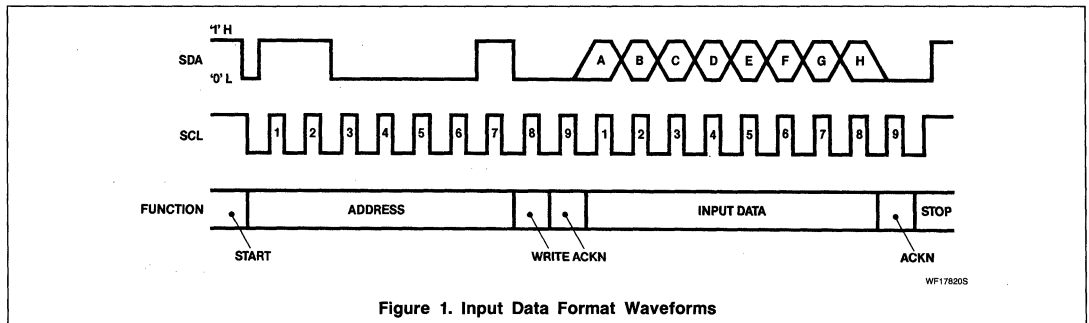 '1' H
SDA
'0' L
A B C D E F G H
SCL
1 2 3 4 5 6 7 8 9 1 2 3 4 5 6 7 8 9
FUNCTION
ADDRESS
INPUT DATA
STOP
START
WRITE ACKN
ACKN
WF17820S
Figure 1. Input Data Format Waveforms